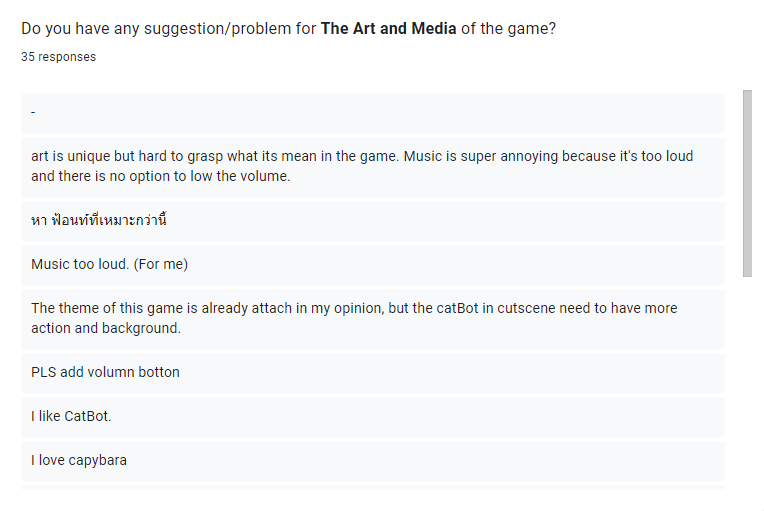 Do you have any suggestion/problem for The Art and Media of the game?
35 responses
-
art is unique but hard to grasp what its mean in the game. Music is super annoying because it's too loud
and there is no option to low the volume.
หา ฟ้อนท์ที่เหมาะกว่านี้
Music too loud. (For me)
The theme of this game is already attach in my opinion, but the catBot in cutscene need to have more
action and background.
PLS add volumn botton
I like CatBot.
I love capybara